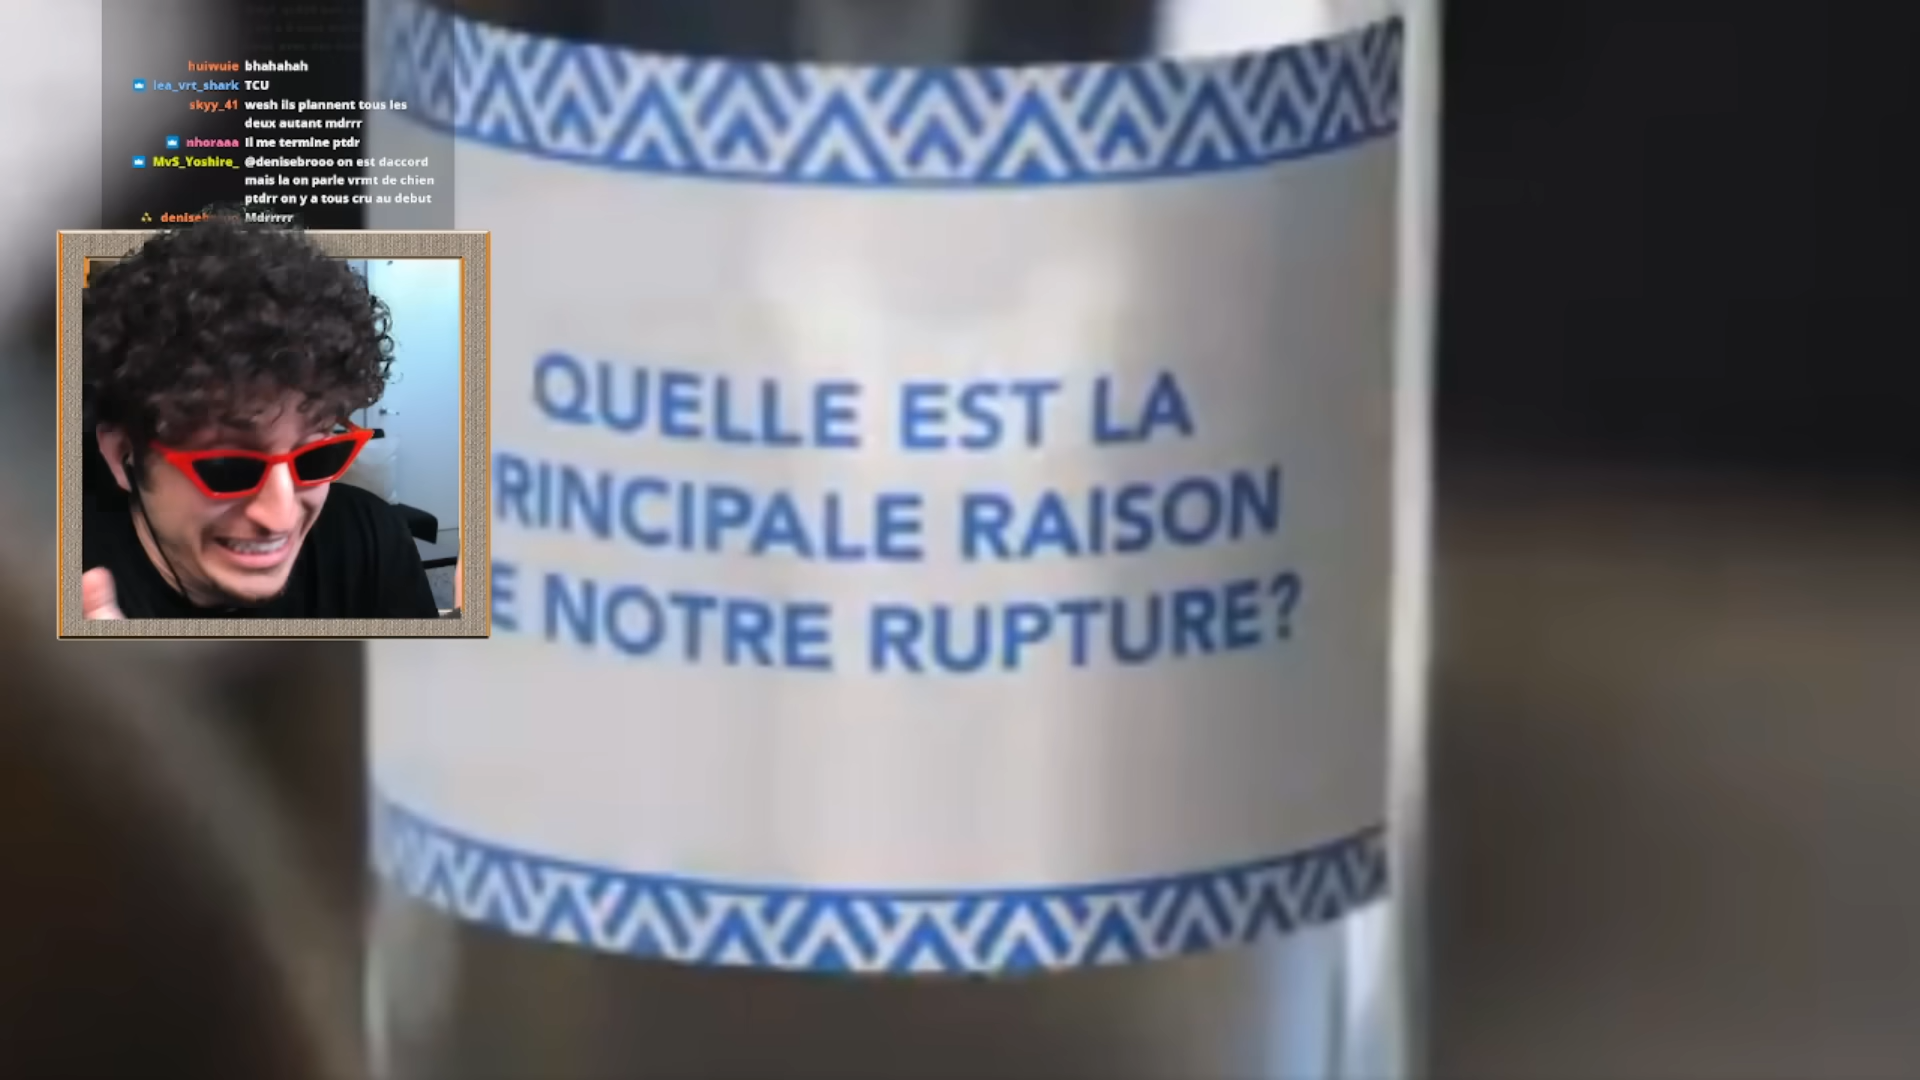 huiwuie bhahahah
lea_vrt_shark TCU
skyy_41 wesh ils plannent tous les
deux autant mdrrr
nhoraaa Il me termine ptdr
MvS_Yoshire_ @denisebrooo on est daccord
mais la on parle vrmt de chien
ptdrr on y a tous cru au debut
Mdrrrrr
QUELLE EST LA
RINCIPALE RAISON
E NOTRE RUPTURE?